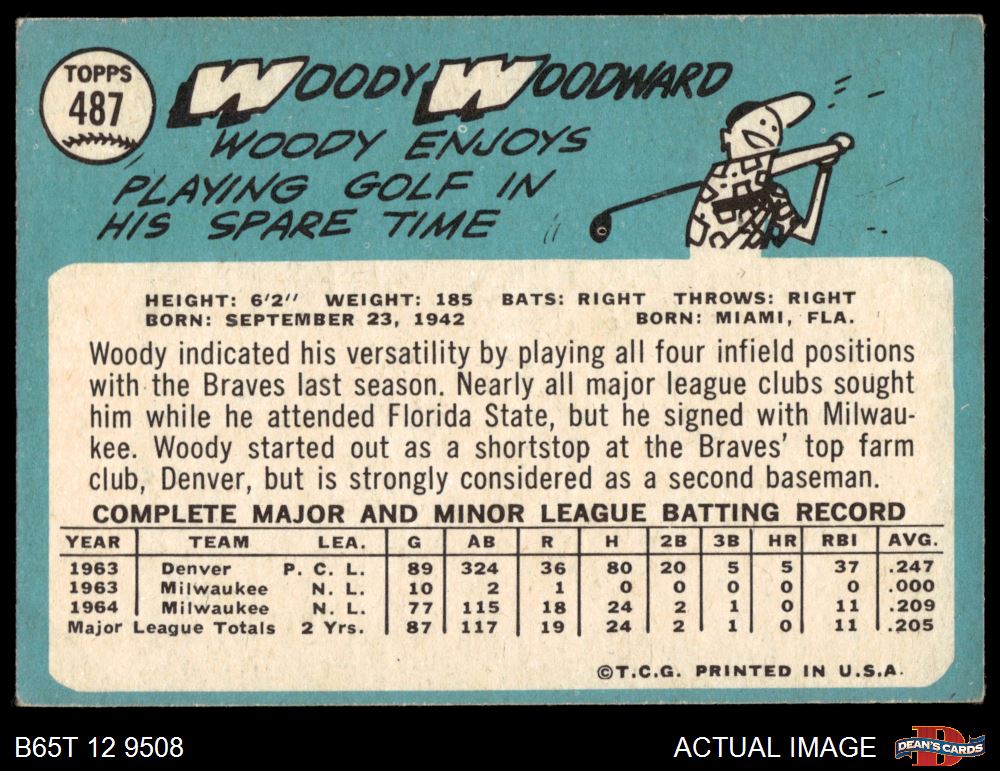 TOPPS
487
WOODY WOODWARD
WOODY ENJOYS
PLAYING GOLF IN
HIS SPARE TIME
HEIGHT: 6'2" WEIGHT: 185 BATS: RIGHT THROWS: RIGHT
BORN: SEPTEMBER 23, 1942 BORN: MIAMI, FLA.
Woody indicated his versatility by playing all four infield positions
with the Braves last season. Nearly all major league clubs sought
him while he attended Florida State, but he signed with Milwau-
kee. Woody started out as a shortstop at the Braves' top farm
club, Denver, but is strongly considered as a second baseman.
COMPLETE MAJOR AND MINOR LEAGUE BATTING RECORD
YEAR TEAM LEA. G AB R H 2B 3B HR RBI AVG.
1963 Denver P. C. L. 89 324 36 80 20 5 5 37 .247
1963 Milwaukee N. L. 10 2 1 0 0 0 0 0 .000
1964 Milwaukee N. L. 77 115 18 24 2 1 0 11 .209
Major League Totals 2 Yrs. 87 117 19 24 2 1 0 11 .205
©T.C.G. PRINTED IN U.S.A.
B65T 12 9508 ACTUAL IMAGE DEAN'S CARDS